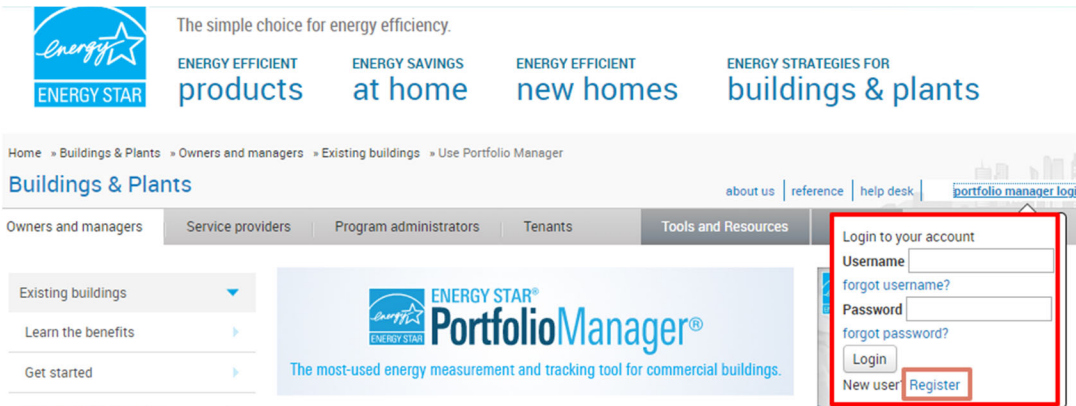 The simple choice for energy efficiency.
energy
ENERGY STAR
ENERGY EFFICIENT
products
ENERGY SAVINGS
at home
ENERGY EFFICIENT
new homes
ENERGY STRATEGIES FOR
buildings & plants
Home » Buildings & Plants » Owners and managers » Existing buildings » Use Portfolio Manager
Buildings & Plants
about us | reference | help desk | portfolio manager logi
Owners and managers Service providers Program administrators Tenants Tools and Resources
Login to your account
Username
forgot username?
Password
forgot password?
Login
New user? Register
Existing buildings
Learn the benefits
Get started
energy
ENERGY STAR
ENERGY STAR®
PortfolioManager®
The most-used energy measurement and tracking tool for commercial buildings.